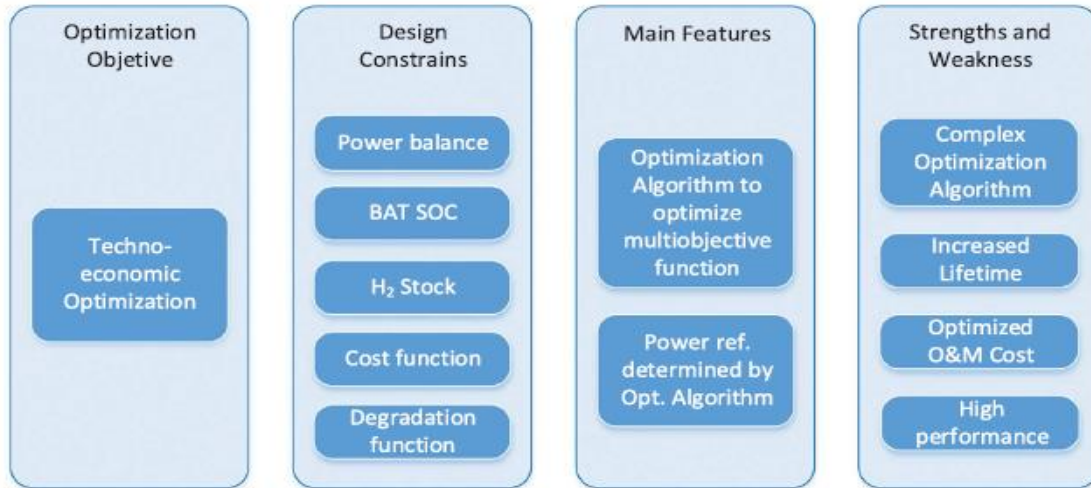 Optimization
Objetive
Techno-
economic
Optimization
Design
Constrains
Power balance
BAT SOC
H₂ Stock
Cost function
Degradation
function
Main Features
Optimization
Algorithm to
optimize
multiobjective
function
Power ref.
determined by
Opt. Algorithm
Strengths and
Weakness
Complex
Optimization
Algorithm
Increased
Lifetime
Optimized
O&M Cost
High
performance